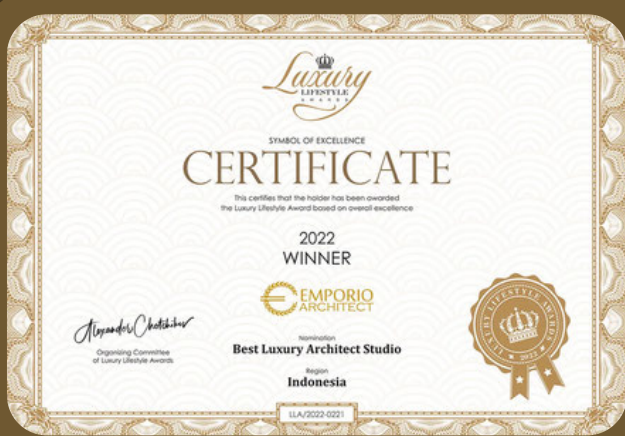 Luxury
LIFESTYLE
AWARDS
SYMBOL OF EXCELLENCE
CERTIFICATE
This certifies that the holder has been awarded
the Luxury Lifestyle Award based on overall excellence
2022
WINNER
EMPORIO
ARCHITECT
Alexander Chetchikov
Organizing Committee
of Luxury Lifestyle Awards
Nomination
Best Luxury Architect Studio
Region
Indonesia
LUXURY LIFESTYLE AWARDS
2022
LLA/2022-0221